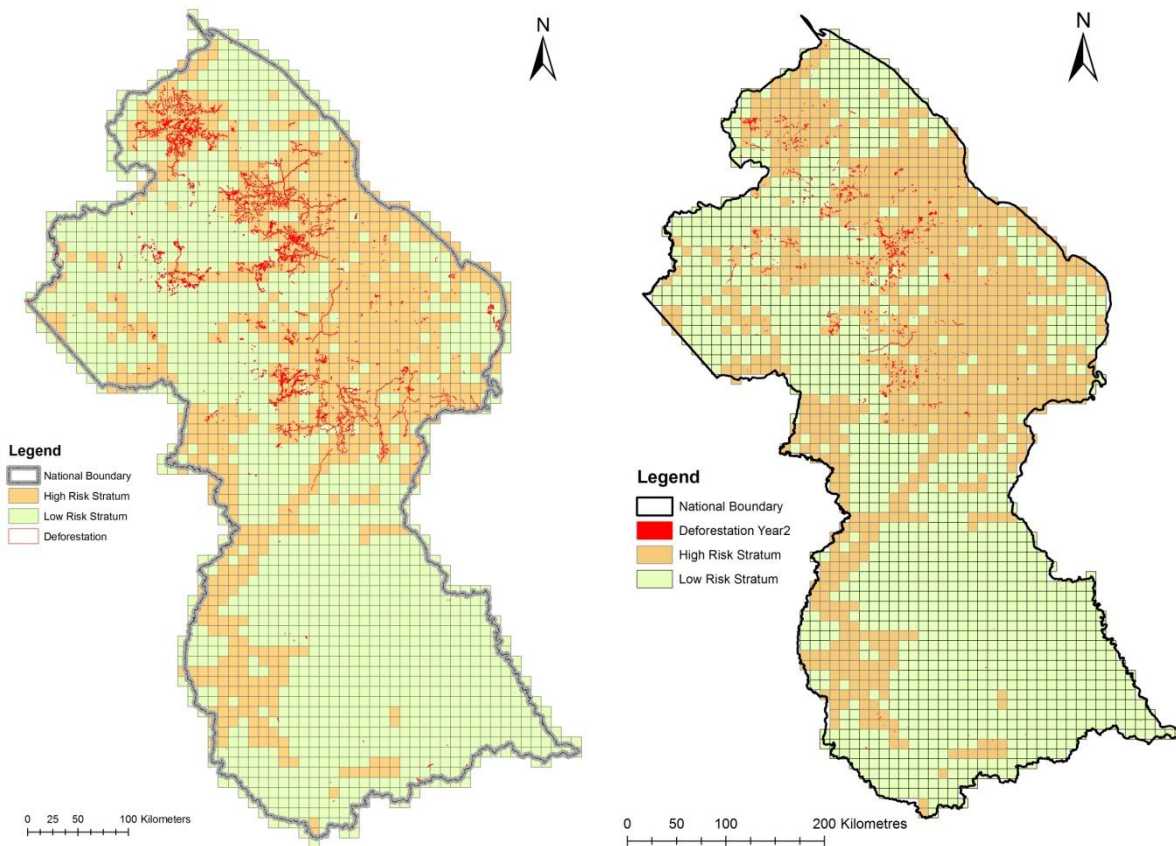 N
Legend
National Boundary
High Risk Stratum
Low Risk Stratum
Deforestation
0 25 50 100 Kilometers
N
Legend
National Boundary
Deforestation Year2
High Risk Stratum
Low Risk Stratum
0 50 100 200 Kilometres